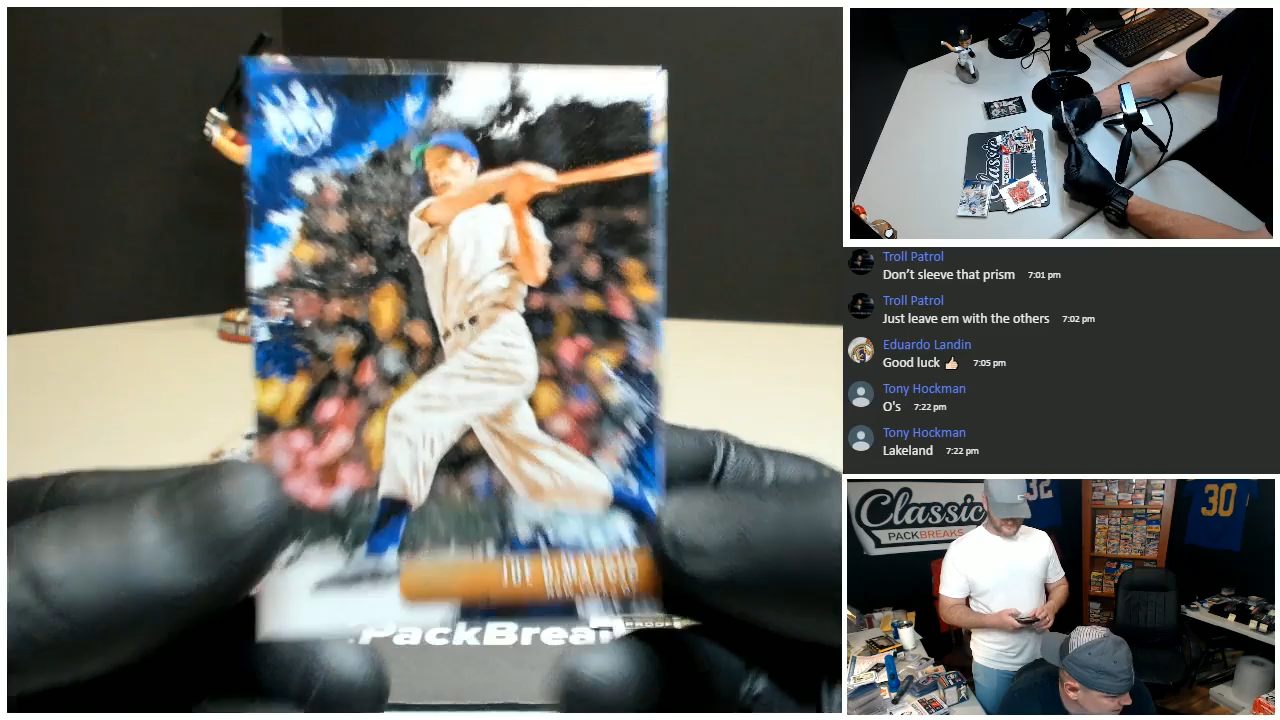 JOE DIMAGGIO
PackBrea
Classic
Troll Patrol
Don’t sleeve that prism 7:01 pm
Troll Patrol
Just leave em with the others 7:02 pm
Eduardo Landin
Good luck 👍🏻 7:05 pm
Tony Hockman
O's 7:22 pm
Tony Hockman
Lakeland 7:22 pm
Classic
PACKBREAKS
32
30